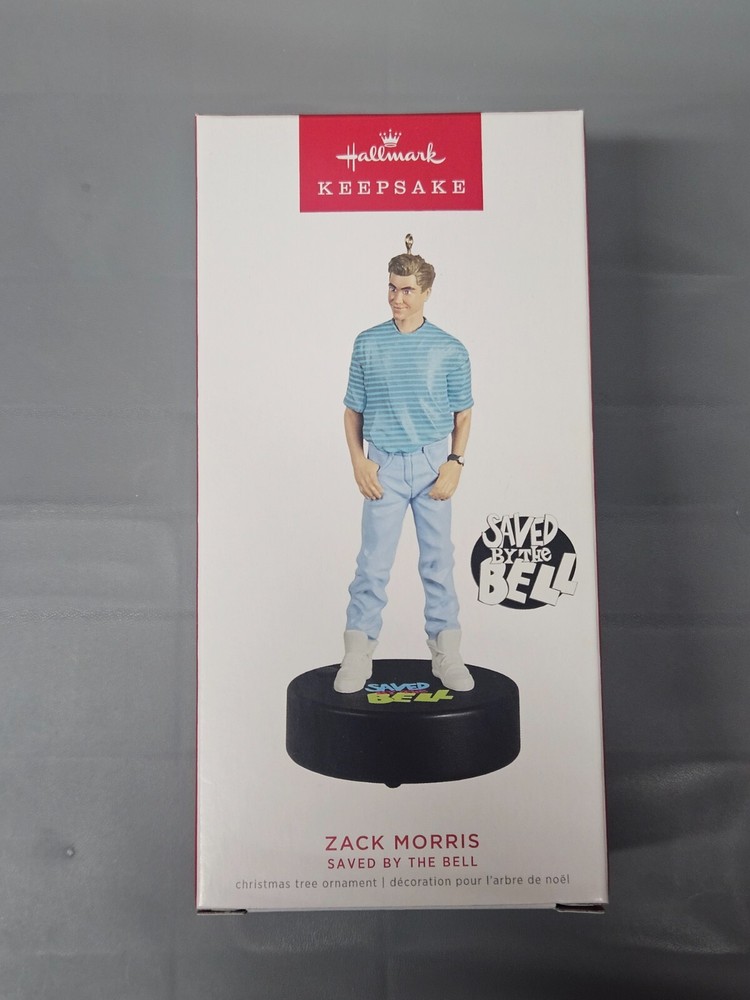 Hallmark
KEEPSAKE
SAVED
BY THE
BELL
SAVED
BELL
ZACK MORRIS
SAVED BY THE BELL
christmas tree ornament | décoration pour l'arbre de noël